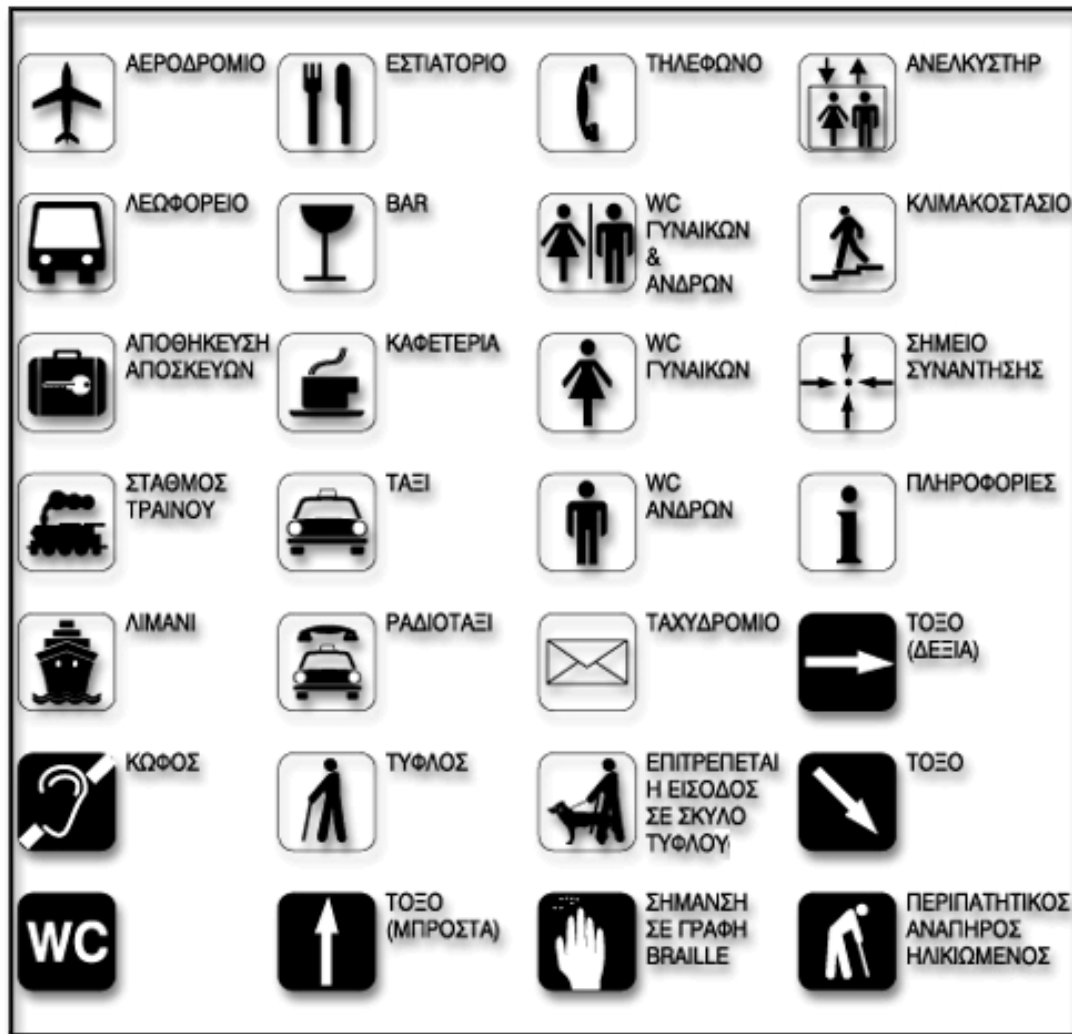 ΑΕΡΟΔΡΟΜΙΟ
ΕΣΤΙΑΤΟΡΙΟ
ΤΗΛΕΦΩΝΟ
ΑΝΕΛΚΥΣΤΗΡ
ΛΕΩΦΟΡΕΙΟ
BAR
WC
ΓΥΝΑΙΚΩΝ
&
ΑΝΔΡΩΝ
ΚΛΙΜΑΚΟΣΤΑΣΙΟ
ΑΠΟΘΗΚΕΥΣΗ
ΑΠΟΣΚΕΥΩΝ
ΚΑΦΕΤΕΡΙΑ
WC
ΓΥΝΑΙΚΩΝ
ΣΗΜΕΙΟ
ΣΥΝΑΝΤΗΣΗΣ
ΣΤΑΘΜΟΣ
ΤΡΑΙΝΟΥ
ΤΑΞΙ
WC
ΑΝΔΡΩΝ
ΠΛΗΡΟΦΟΡΙΕΣ
ΛΙΜΑΝΙ
ΡΑΔΙΟΤΑΞΙ
ΤΑΧΥΔΡΟΜΙΟ
ΤΟΞΟ
(ΔΕΞΙΑ)
ΚΩΦΟΣ
ΤΥΦΛΟΣ
ΕΠΙΤΡΕΠΕΤΑΙ
Η ΕΙΣΟΔΟΣ
ΣΕ ΣΚΥΛΟ
ΤΥΦΛΟΥ
ΤΟΞΟ
WC
ΤΟΞΟ
(ΜΠΡΟΣΤΑ)
ΣΗΜΑΝΣΗ
ΣΕ ΓΡΑΦΗ
BRAILLE
ΠΕΡΙΠΑΤΗΤΙΚΟΣ
ΑΝΑΠΗΡΟΣ
ΗΛΙΚΙΩΜΕΝΟΣ